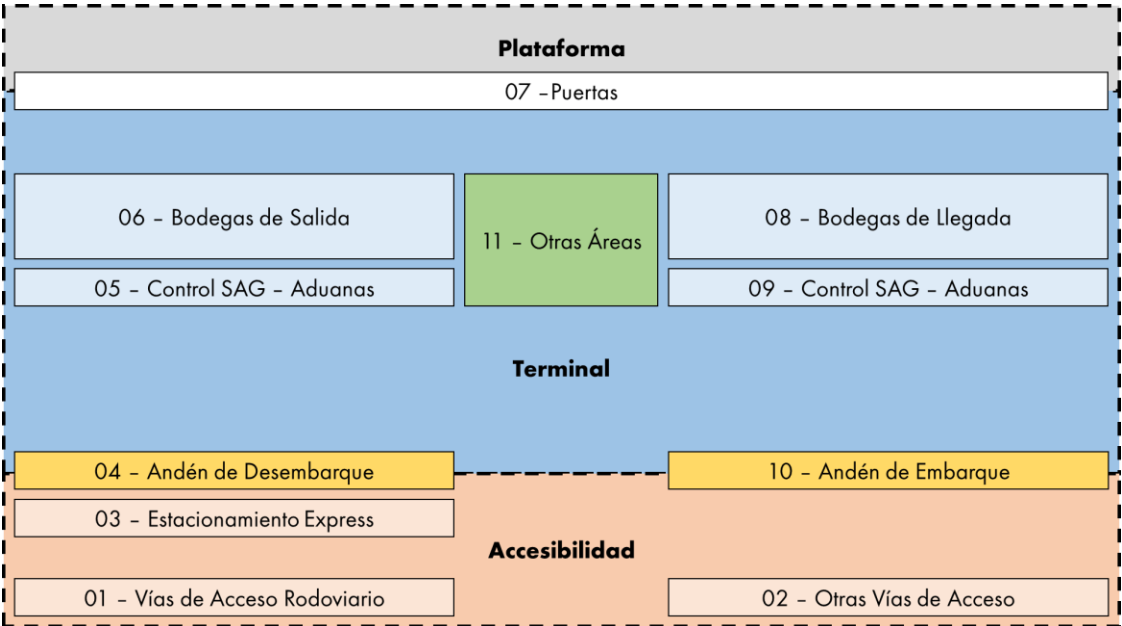 Plataforma
07 –Puertas
06 – Bodegas de Salida
11 – Otras Áreas
08 – Bodegas de Llegada
05 – Control SAG – Aduanas
09 – Control SAG – Aduanas
Terminal
04 – Andén de Desembarque
10 – Andén de Embarque
03 – Estacionamiento Express
Accesibilidad
01 – Vías de Acceso Rodoviario
02 – Otras Vías de Acceso